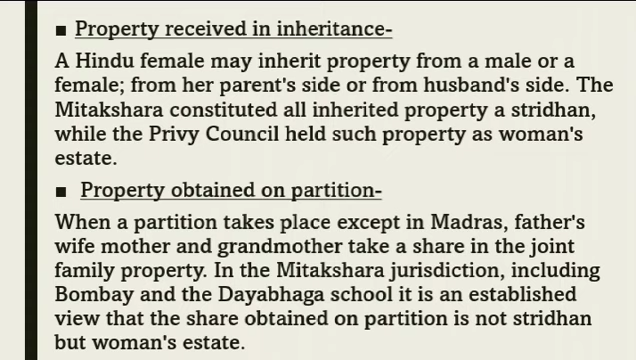 ▪ Property received in inheritance-
A Hindu female may inherit property from a male or a
female; from her parent's side or from husband's side. The
Mitakshara constituted all inherited property a stridhan,
while the Privy Council held such property as woman's
estate.
▪ Property obtained on partition-
When a partition takes place except in Madras, father's
wife mother and grandmother take a share in the joint
family property. In the Mitakshara jurisdiction, including
Bombay and the Dayabhaga school it is an established
view that the share obtained on partition is not stridhan
but woman's estate.